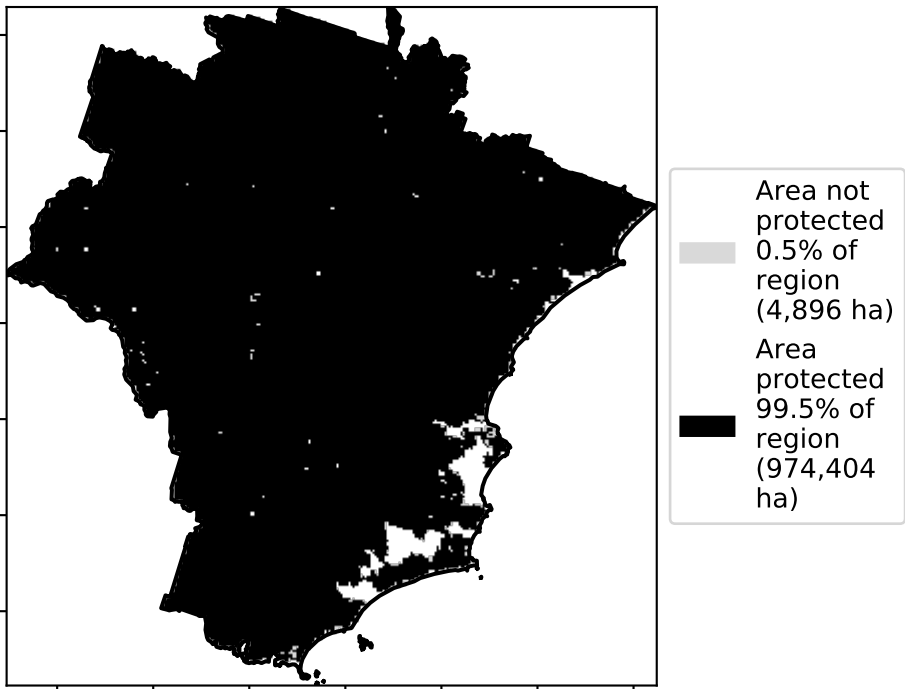 Area not
protected
0.5% of
region
(4,896 ha)
Area
protected
99.5% of
region
(974,404
ha)